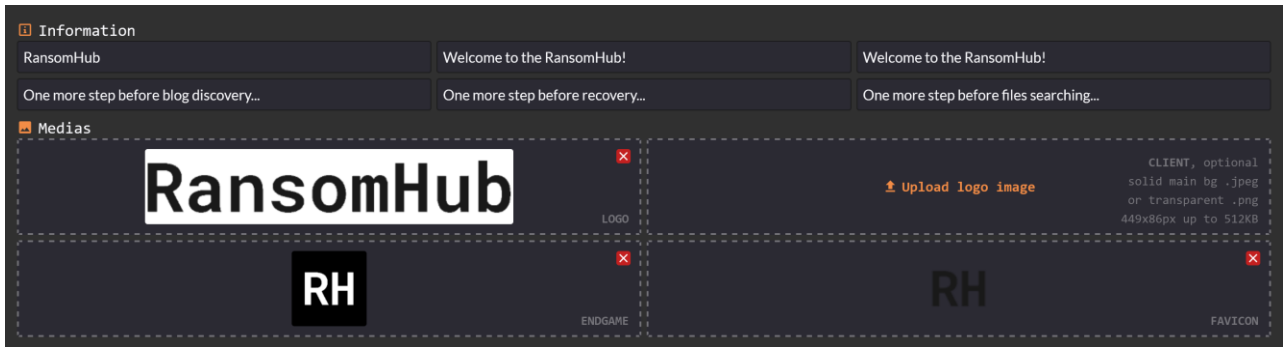 Information
RansomHub
Welcome to the RansomHub!
Welcome to the RansomHub!
One more step before blog discovery...
One more step before recovery...
One more step before files searching...
Medias
RansomHub
LOGO
Upload logo image
CLIENT, optional
solid main bg .jpeg
or transparent .png
449x86px up to 512KB
RH
ENDGAME
RH
FAVICON